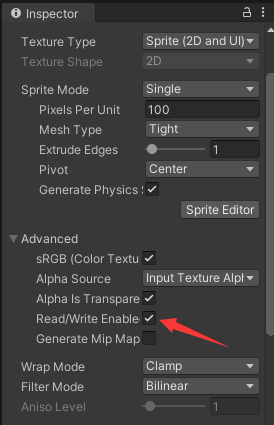 Inspector
Texture Type Sprite (2D and UI)
Texture Shape 2D
Sprite Mode Single
Pixels Per Unit 100
Mesh Type Tight
Extrude Edges 1
Pivot Center
Generate Physics S
Sprite Editor
Advanced
sRGB (Color Textu
Alpha Source Input Texture Alph
Alpha Is Transpare
Read/Write Enable
Generate Mip Map
Wrap Mode Clamp
Filter Mode Bilinear
Aniso Level 1